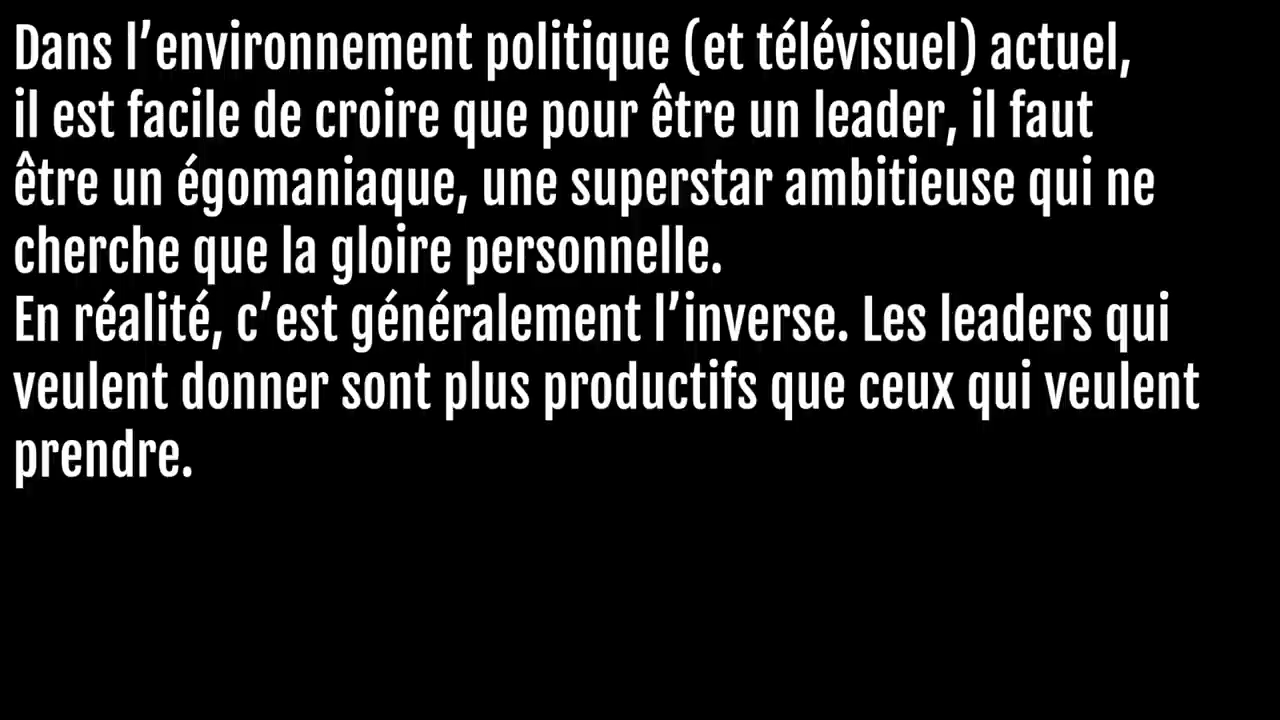 Dans l’environnement politique (et télévisuel) actuel,
il est facile de croire que pour être un leader, il faut
être un égomaniaque, une superstar ambitieuse qui ne
cherche que la gloire personnelle.
En réalité, c’est généralement l’inverse. Les leaders qui
veulent donner sont plus productifs que ceux qui veulent
prendre.